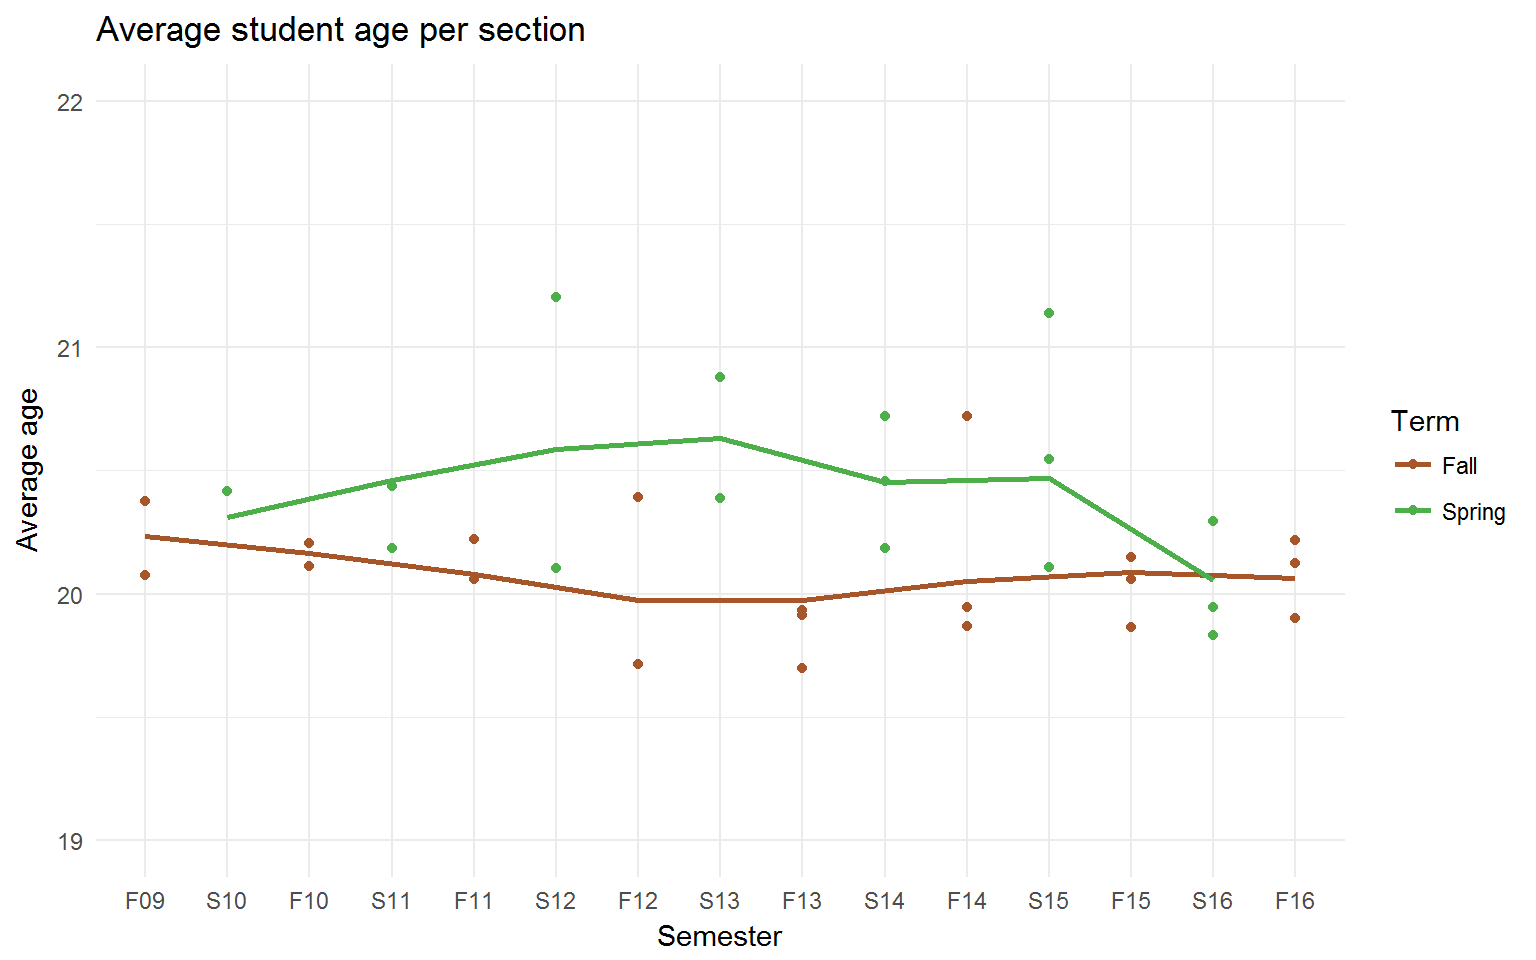 Average student age per section
22
21
20
19
Average age
F09 S10 F10 S11 F11 S12 F12 S13 F13 S14 F14 S15 F15 S16 F16
Semester
Term
Fall
Spring